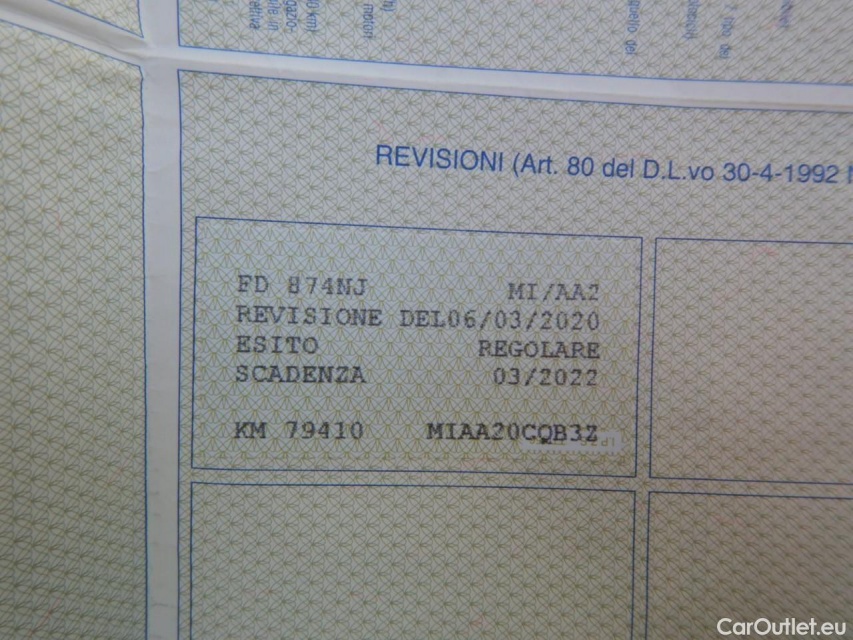 REVISIONI (Art. 80 del D.L.vo 30-4-1992
FD 874NJ MI/AA2
REVISIONE DEL06/03/2020
ESITO REGOLARE
SCADENZA 03/2022
KM 79410 MIAA20CQB3Z
CarOutlet.eu